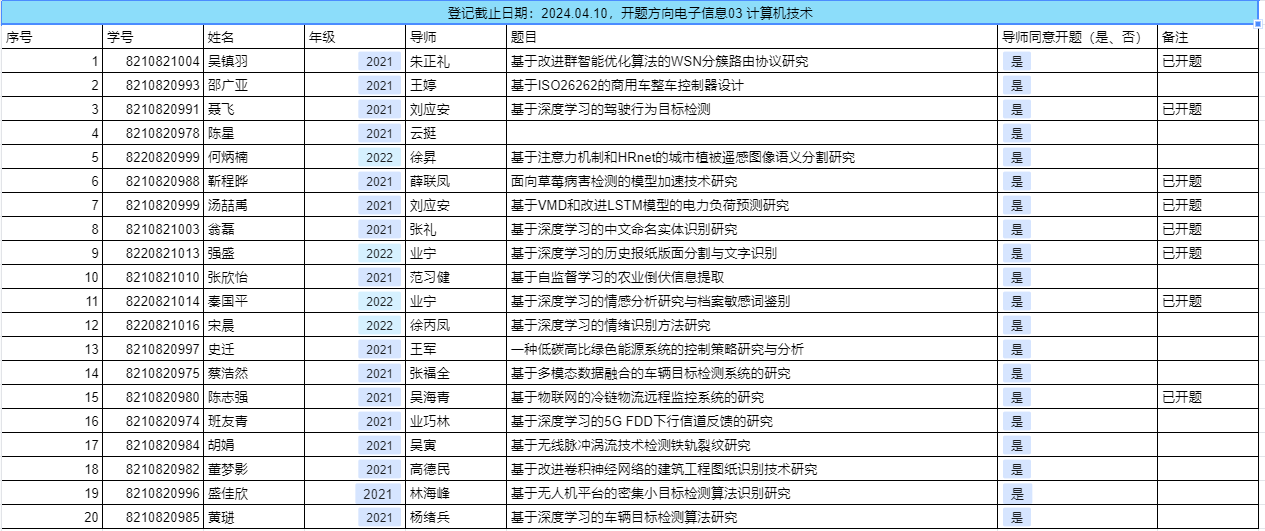 登记截止日期：2024.04.10，开题方向电子信息03 计算机技术
序号 学号 姓名 年级 导师 题目 导师同意开题（是、否） 备注
1 8210821004 吴镇羽 2021 朱正礼 基于改进群智能优化算法的WSN分簇路由协议研究 是 已开题
2 8210820993 邵广亚 2021 王婷 基于ISO26262的商用车整车控制器设计 是
3 8210820991 聂飞 2021 刘应安 基于深度学习的驾驶行为目标检测 是 已开题
4 8210820978 陈星 2021 云挺 是
5 8220820999 何炳楠 2022 徐昇 基于注意力机制和HRnet的城市植被遥感图像语义分割研究 是
6 8210820988 靳程晔 2021 薛联凤 面向草莓病害检测的模型加速技术研究 是 已开题
7 8210820999 汤喆禹 2021 刘应安 基于VMD和改进LSTM模型的电力负荷预测研究 是 已开题
8 8210821003 翁磊 2021 张礼 基于深度学习的中文命名实体识别研究 是 已开题
9 8220821013 强盛 2022 业宁 基于深度学习的历史报纸版面分割与文字识别 是 已开题
10 8210821010 张欣怡 2021 范习健 基于自监督学习的农业倒伏信息提取 是
11 8220821014 秦国平 2022 业宁 基于深度学习的情感分析研究与档案敏感词鉴别 是 已开题
12 8220821016 宋晨 2022 徐丙凤 基于深度学习的情绪识别方法研究 是
13 8210820997 史迁 2021 王军 一种低碳高比绿色能源系统的控制策略研究与分析 是
14 8210820975 蔡浩然 2021 张福全 基于多模态数据融合的车辆目标检测系统的研究 是
15 8210820980 陈志强 2021 吴海青 基于物联网的冷链物流远程监控系统的研究 是 已开题
16 8210820974 班友青 2021 业巧林 基于深度学习的5G FDD下行信道反馈的研究 是
17 8210820984 胡娟 2021 吴寅 基于无线脉冲涡流技术检测铁轨裂纹研究 是
18 8210820982 董梦影 2021 高德民 基于改进卷积神经网络的建筑工程图纸识别技术研究 是
19 8210820996 盛佳欣 2021 林海峰 基于无人机平台的密集小目标检测算法识别研究 是
20 8210820985 黄琎 2021 杨绪兵 基于深度学习的车辆目标检测算法研究 是